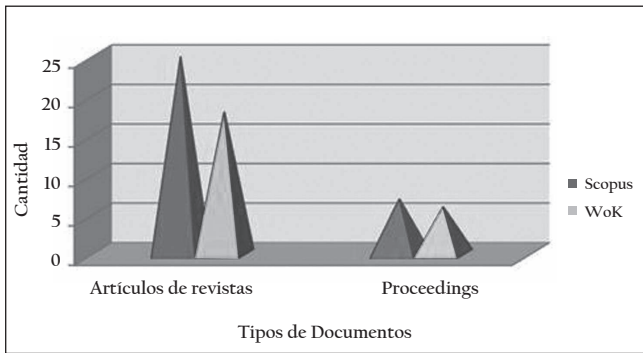 25
20
15
10
5
0
Cantidad
Artículos de revistas
Proceedings
Tipos de Documentos
Scopus
WoK